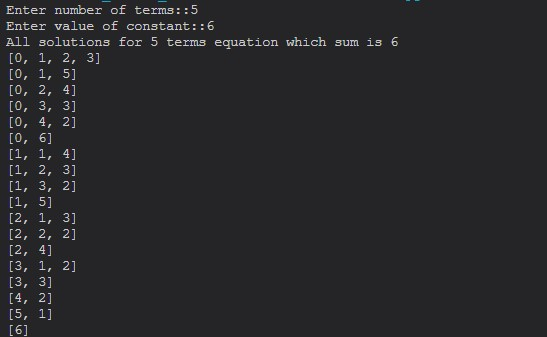 Enter number of terms::5
Enter value of constant::6
All solutions for 5 terms equation which sum is 6
[0, 1, 2, 3]
[0, 1, 5]
[0, 2, 4]
[0, 3, 3]
[0, 4, 2]
[0, 6]
[1, 1, 4]
[1, 2, 3]
[1, 3, 2]
[1, 5]
[2, 1, 3]
[2, 2, 2]
[2, 4]
[3, 1, 2]
[3, 3]
[4, 2]
[5, 1]
[6]